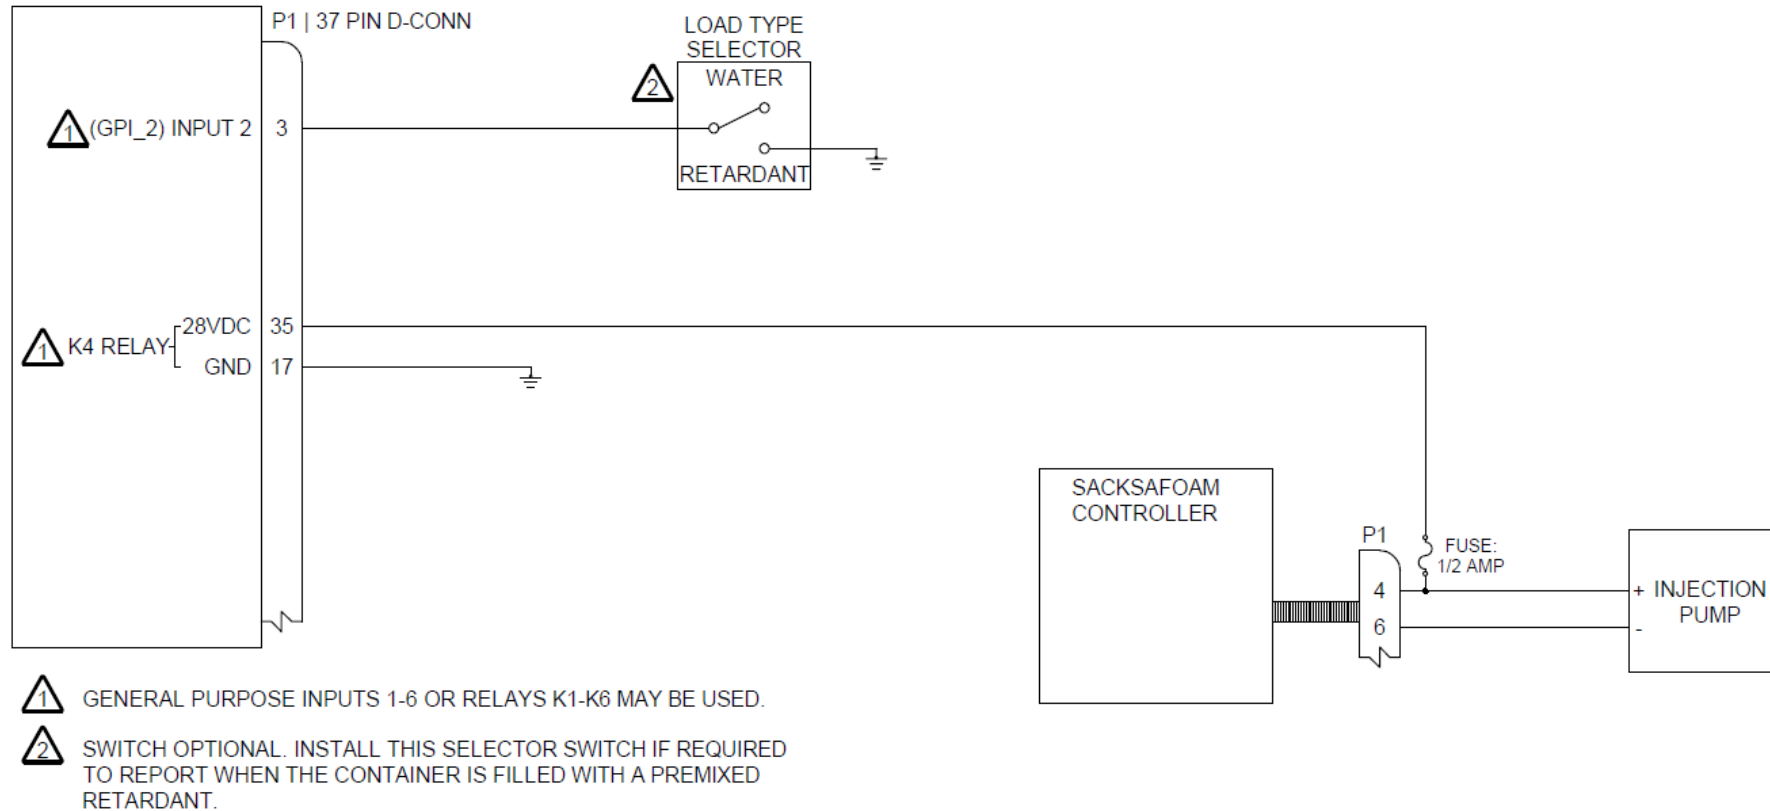 P1 | 37 PIN D-CONN
LOAD TYPE
SELECTOR
WATER
2
1 (GPI_2) INPUT 2 3
RETARDANT
28VDC 35
1 K4 RELAY
GND 17
SACKSAFOAM
CONTROLLER
P1
FUSE:
1/2 AMP
4
+ INJECTION
PUMP
6
-
1 GENERAL PURPOSE INPUTS 1-6 OR RELAYS K1-K6 MAY BE USED.
2 SWITCH OPTIONAL. INSTALL THIS SELECTOR SWITCH IF REQUIRED
TO REPORT WHEN THE CONTAINER IS FILLED WITH A PREMIXED
RETARDANT.